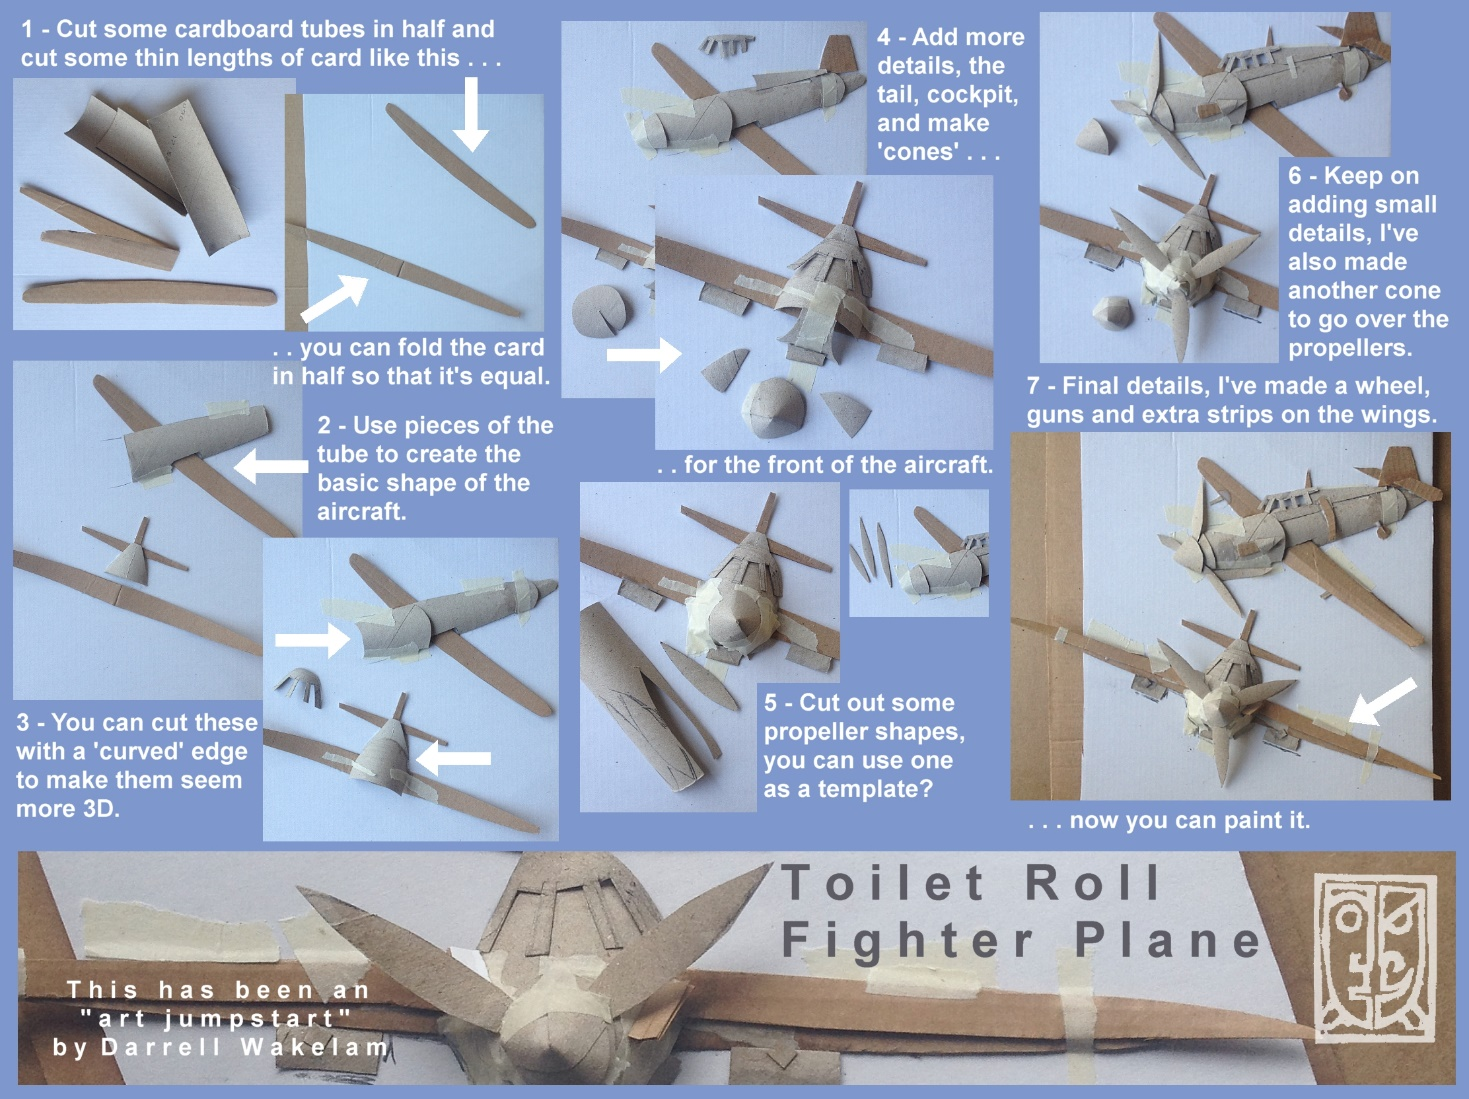 1 - Cut some cardboard tubes in half and
cut some thin lengths of card like this . . .
. . you can fold the card
in half so that it's equal.
2 - Use pieces of the
tube to create the
basic shape of the
aircraft.
3 - You can cut these
with a 'curved' edge
to make them seem
more 3D.
4 - Add more
details, the
tail, cockpit,
and make
'cones' . . .
. . for the front of the aircraft.
5 - Cut out some
propeller shapes,
you can use one
as a template?
6 - Keep on
adding small
details, I've
also made
another cone
to go over the
propellers.
7 - Final details, I've made a wheel,
guns and extra strips on the wings.
. . . now you can paint it.
Toilet Roll
Fighter Plane
This has been an
"art jumpstart"
by Darrell Wakelam